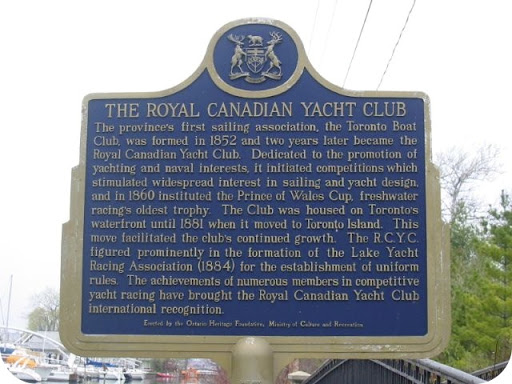 THE ROYAL CANADIAN YACHT CLUB
The province's first sailing association, the Toronto Boat
Club, was formed in 1852 and two years later became the
Royal Canadian Yacht Club. Dedicated to the promotion of
yachting and naval interests, it initiated competitions which
stimulated widespread interest in sailing and yacht design,
and in 1860 instituted the Prince of Wales Cup, freshwater
racing's oldest trophy. The Club was housed on Toronto's
waterfront until 1881 when it moved to Toronto Island. This
move facilitated the club's continued growth. The R.C.Y.C.
figured prominently in the formation of the Lake Yacht
Racing Association (1884) for the establishment of uniform
rules. The achievements of numerous members in competitive
yacht racing have brought the Royal Canadian Yacht Club
international recognition.
Erected by the Ontario Heritage Foundation, Ministry of Culture and Recreation